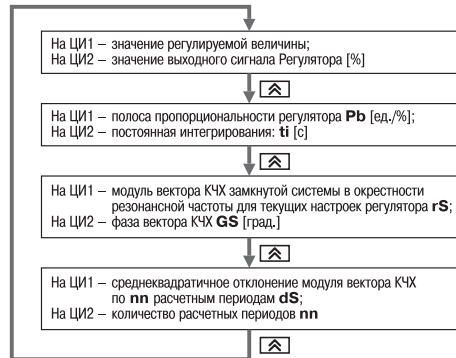 На ЦИ1 – значение регулируемой величины;
На ЦИ2 – значение выходного сигнала Регулятора [%]
На ЦИ1 – полоса пропорциональности регулятора Pb [ед./%];
На ЦИ2 – постоянная интегрирования: ti [с]
На ЦИ1 – модуль вектора КЧХ замкнутой системы в окрестности
резонансной частоты для текущих настроек регулятора rS;
На ЦИ2 – фаза вектора КЧХ GS [град.]
На ЦИ1 – среднеквадратичное отклонение модуля вектора КЧХ
по nn расчетным периодам dS;
На ЦИ2 – количество расчетных периодов nn